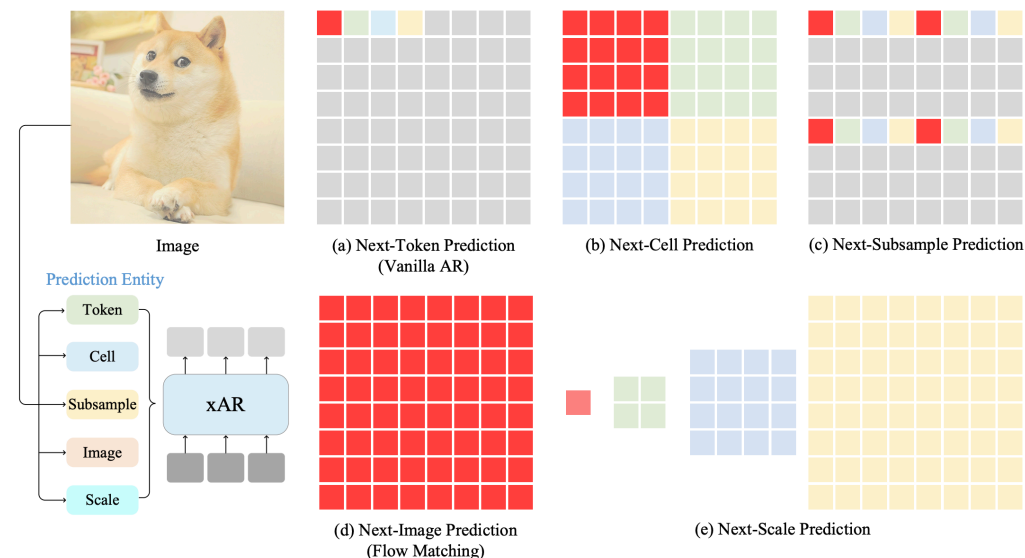 Image
(a) Next-Token Prediction
(Vanilla AR)
(b) Next-Cell Prediction
(c) Next-Subsample Prediction
Prediction Entity
Token
Cell
Subsample
Image
Scale
xAR
(d) Next-Image Prediction
(Flow Matching)
(e) Next-Scale Prediction